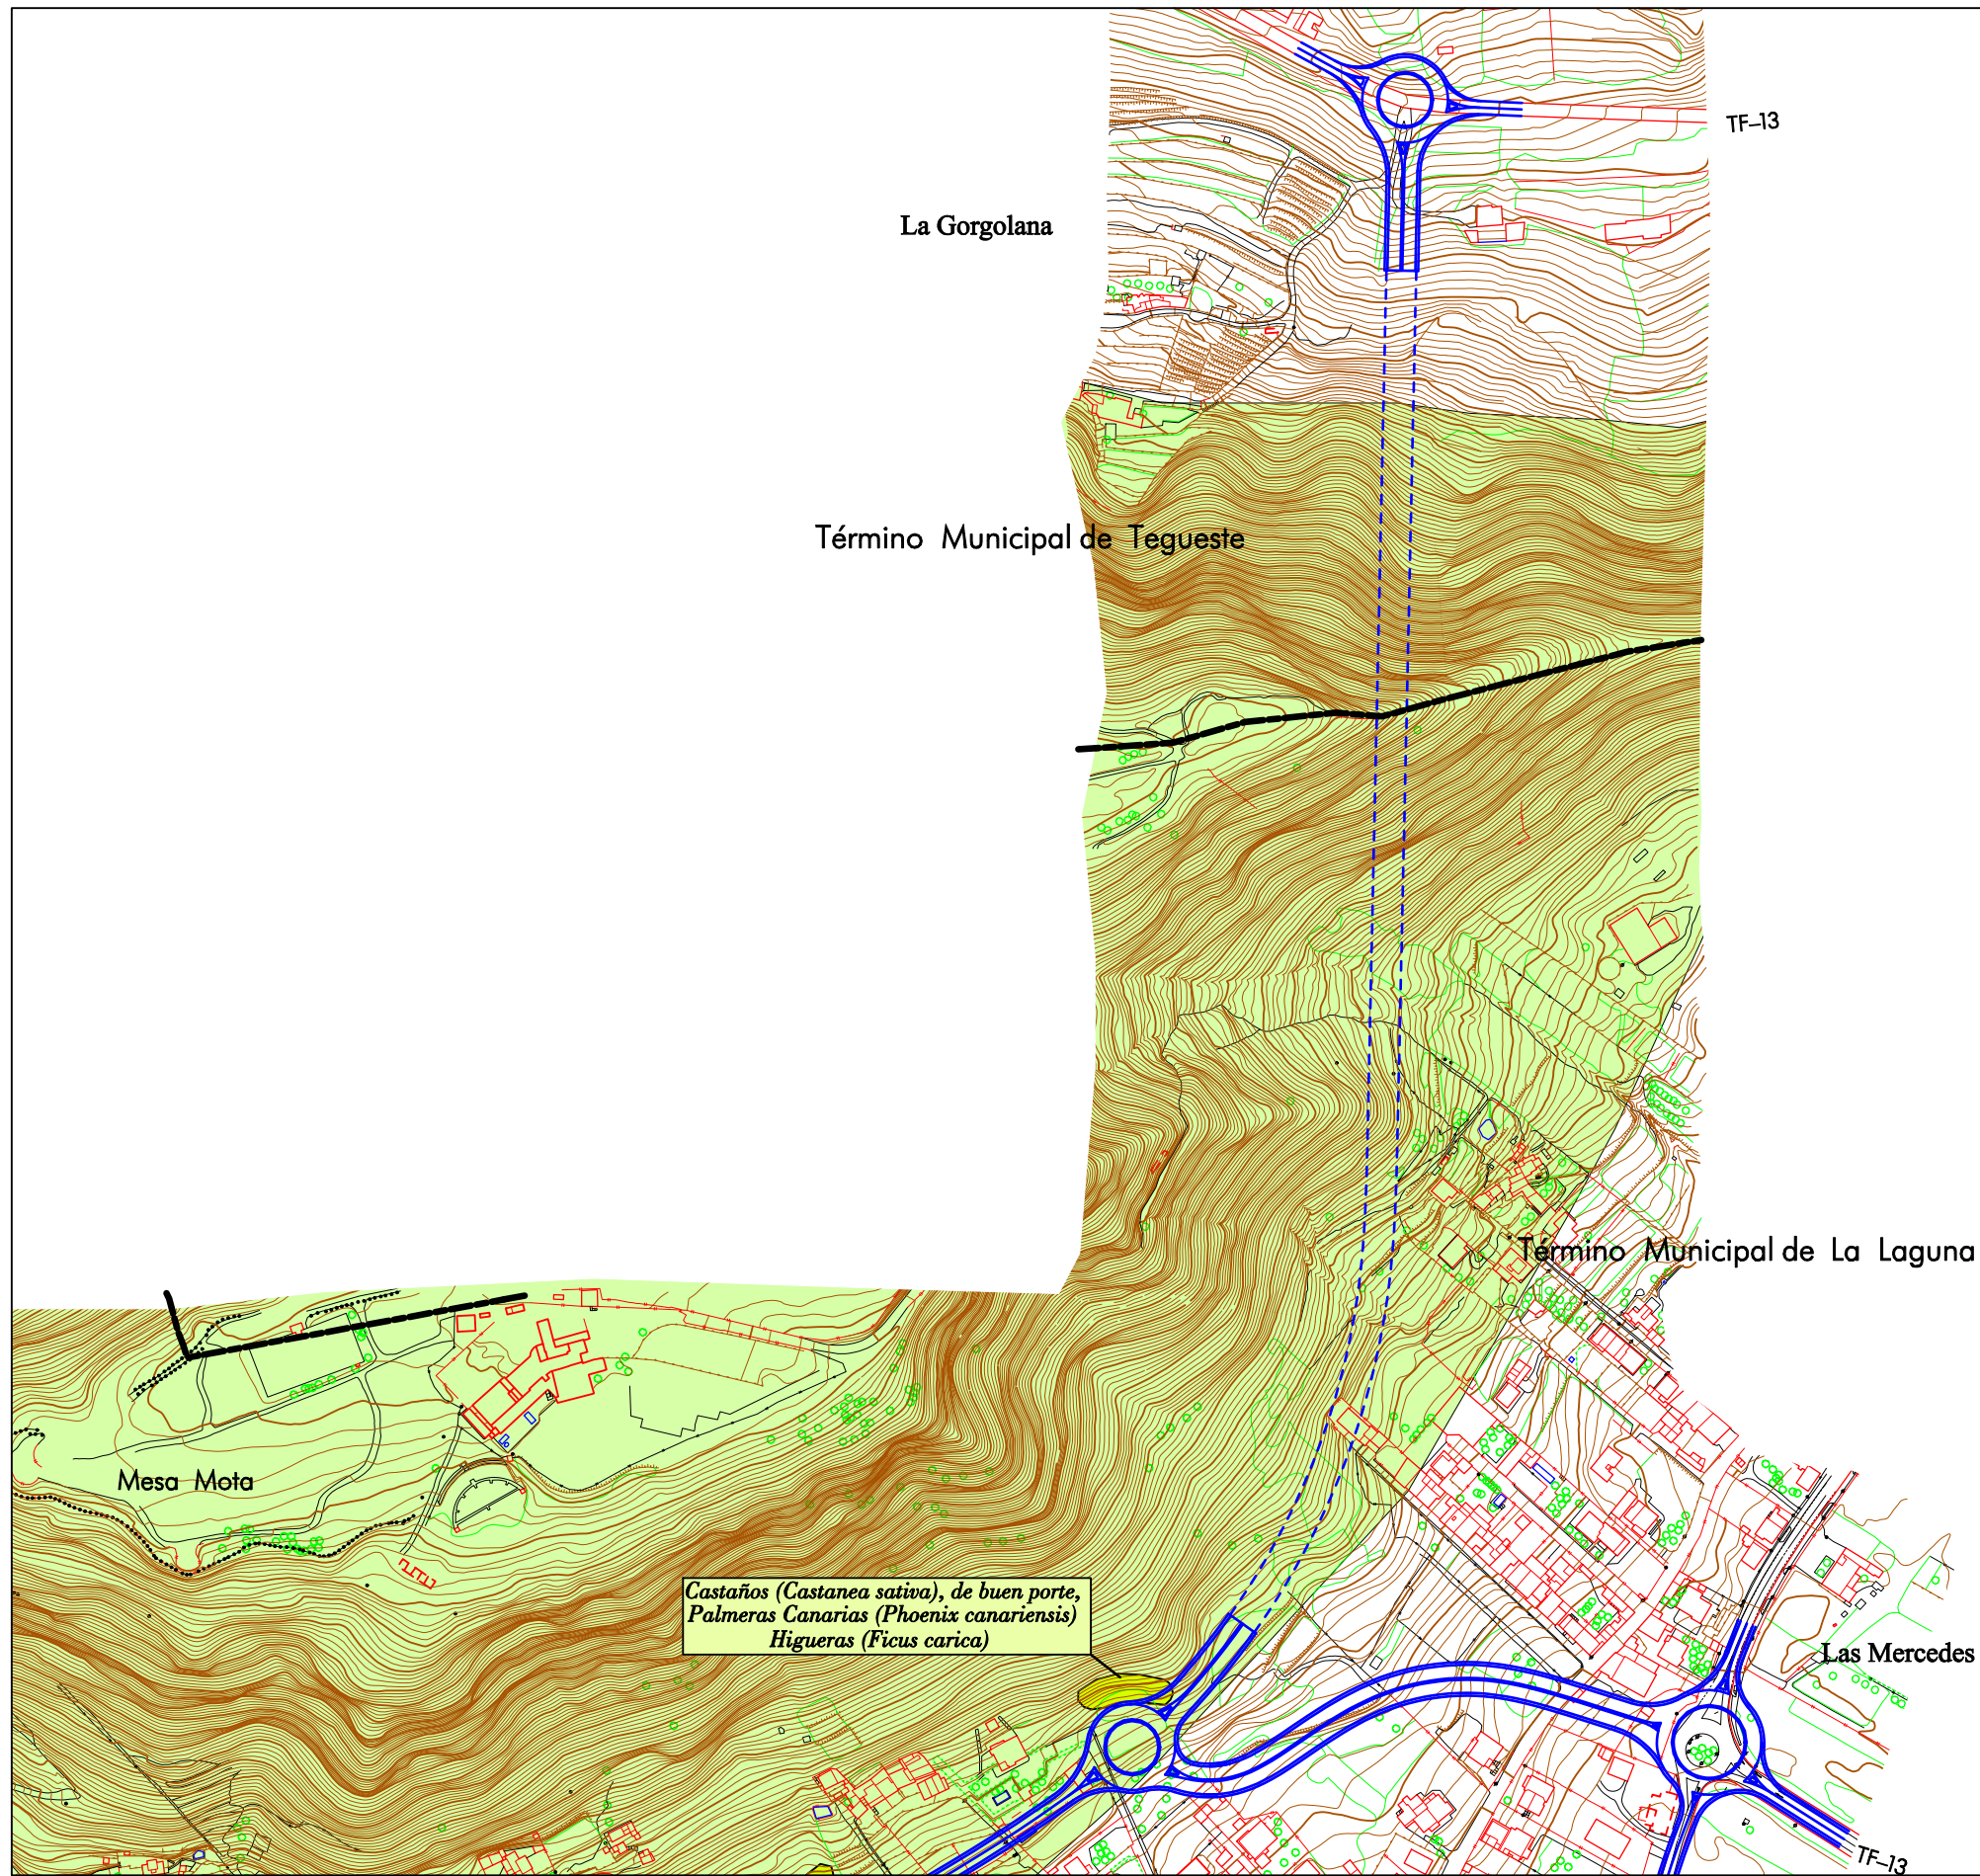 TF-13
La Gorgolana
Término Municipal de Tegueste
Término Municipal de La Laguna
Mesa Mota
Castaños (Castanea sativa), de buen porte,
Palmeras Canarias (Phoenix canariensis)
Higueras (Ficus carica)
Las Mercedes
TF-13